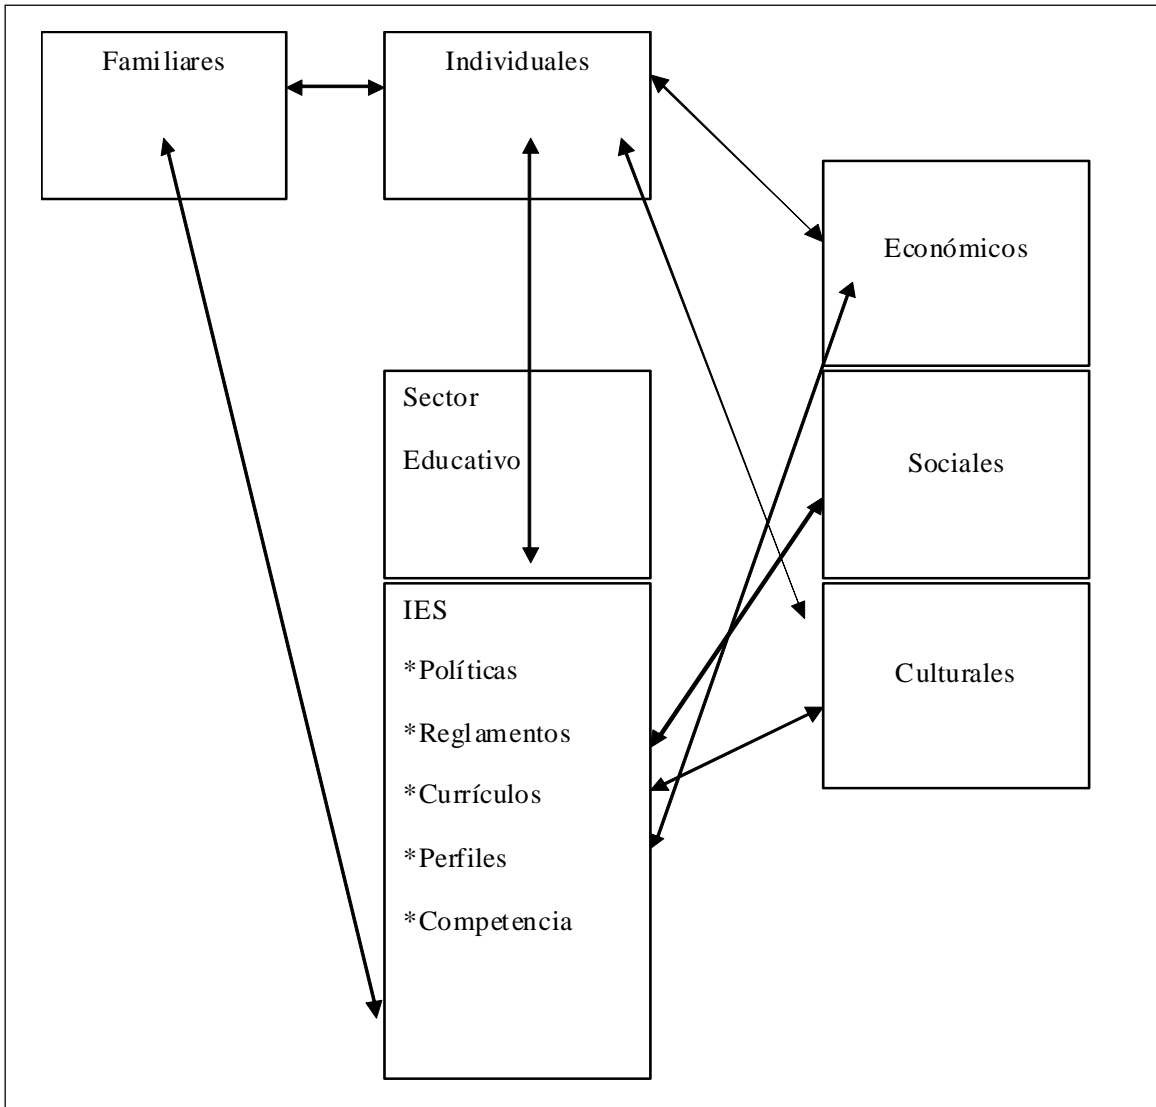 Familiares
Individuales
Económicos
Sector
Educativo
Sociales
IES
*Políticas
*Reglamentos
*Currículos
*Perfiles
*Competencia
Culturales